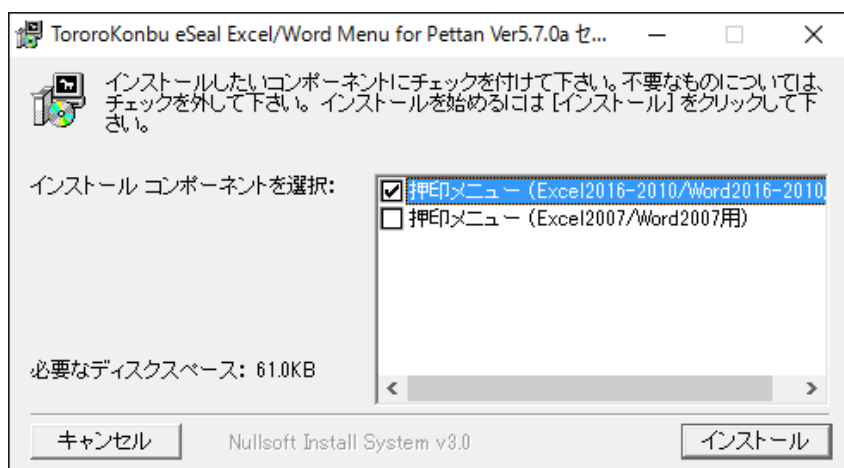 TororoKonbu eSeal Excel/Word Menu for Pettan Ver5.7.0a セ...
インストールしたいコンポーネントにチェックを付けて下さい。不要なものについては、
チェックを外して下さい。インストールを始めるには [インストール] をクリックして下
さい。
インストール コンポーネントを選択:
押印メニュー (Excel2016-2010/Word2016-2010
押印メニュー (Excel2007/Word2007用)
必要なディスクスペース: 61.0KB
キャンセル
Nullsoft Install System v3.0
インストール